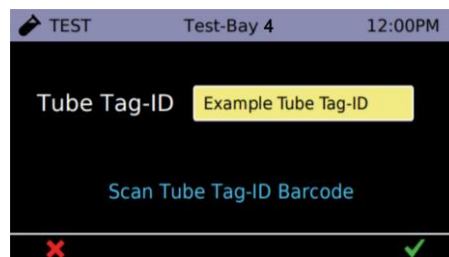 TEST Test-Bay 4 12:00PM
Tube Tag-ID Example Tube Tag-ID
Scan Tube Tag-ID Barcode